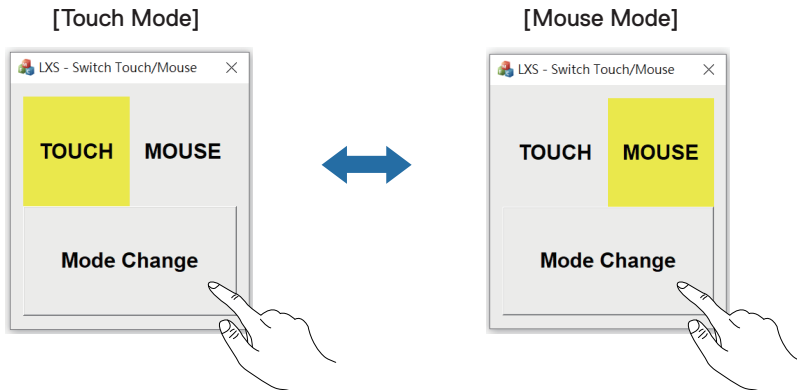 [Touch Mode]
LXS - Switch Touch/Mouse
TOUCH MOUSE
Mode Change
[Mouse Mode]
LXS - Switch Touch/Mouse
TOUCH MOUSE
Mode Change